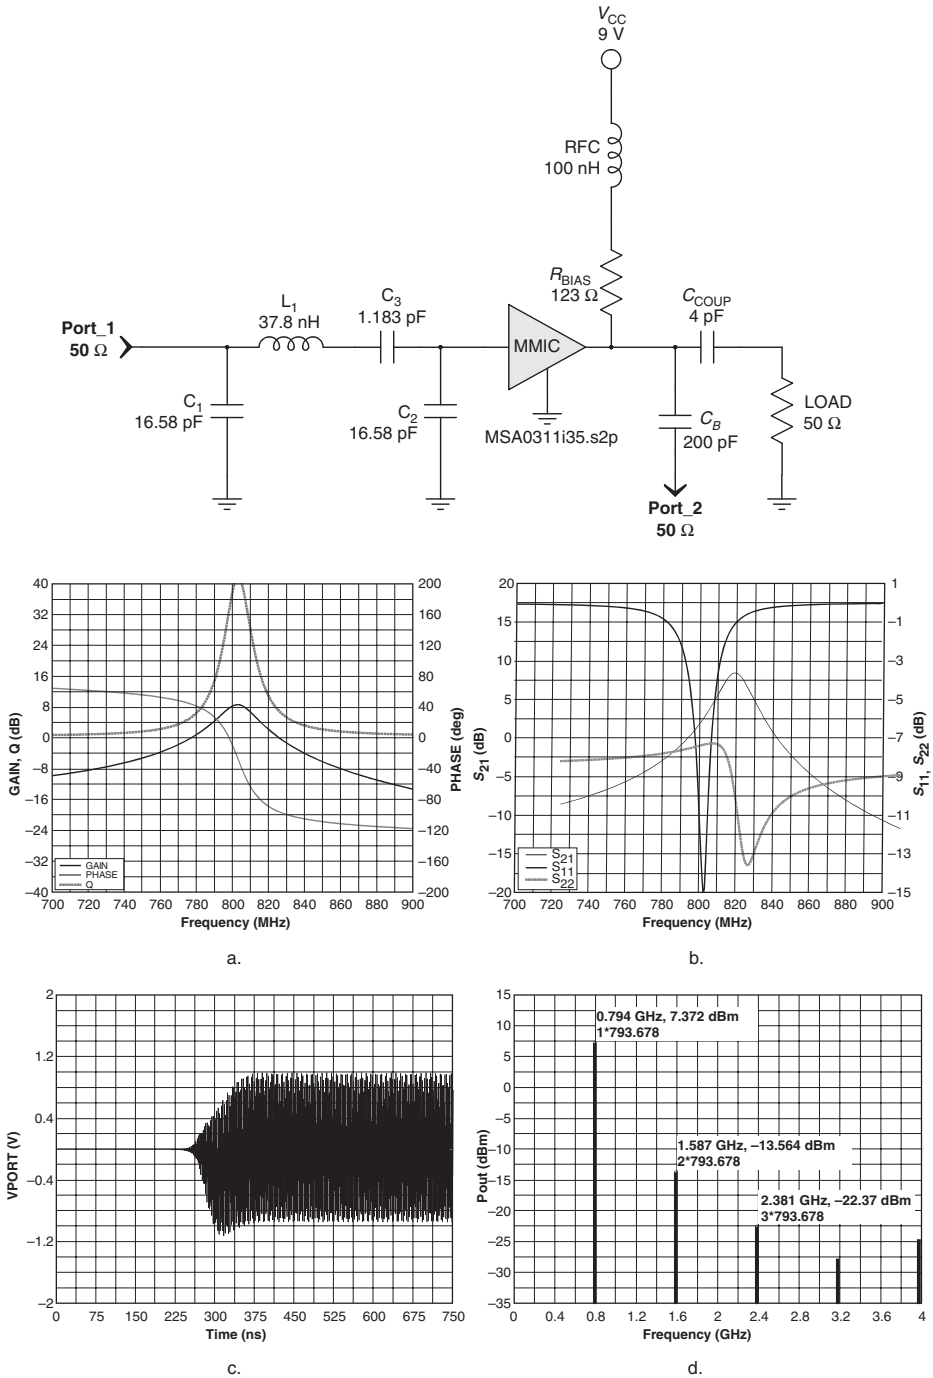 V_CC
9 V
RFC
100 nH
R_BIAS
123 Ω
C_COUP
4 pF
L_1
37.8 nH
C_3
1.183 pF
Port_1
50 Ω
MMIC
C_1
16.58 pF
C_2
16.58 pF
MSA0311i35.s2p
C_B
200 pF
LOAD
50 Ω
Port_2
50 Ω
40
32
24
16
8
0
–8
–16
–24
–32
–40
GAIN, Q (dB)
200
160
120
80
40
0
–40
–80
–120
–160
–200
PHASE (deg)
GAIN
PHASE
Q
700 720 740 760 780 800 820 840 860 880 900
Frequency (MHz)
a.
20
15
10
5
0
–5
–10
–15
–20
S21 (dB)
1
–1
–3
–5
–7
–9
–11
–13
–15
S11, S22 (dB)
S21
S11
S22
700 720 740 760 780 800 820 840 860 880 900
Frequency (MHz)
b.
2
1.2
0.4
–0.4
–1.2
–2
VPORT (V)
0 75 150 225 300 375 450 525 600 675 750
Time (ns)
c.
15
10
5
0
–5
–10
–15
–20
–25
–30
–35
Pout (dBm)
0.794 GHz, 7.372 dBm
1*793.678
1.587 GHz, –13.564 dBm
2*793.678
2.381 GHz, –22.37 dBm
3*793.678
0 0.4 0.8 1.2 1.6 2 2.4 2.8 3.2 3.6 4
Frequency (GHz)
d.